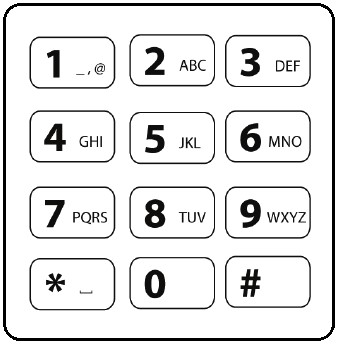 1 _,@ 2 ABC 3 DEF
4 GHI 5 JKL 6 MNO
7 PQRS 8 TUV 9 WXYZ
* ⎵ 0 #